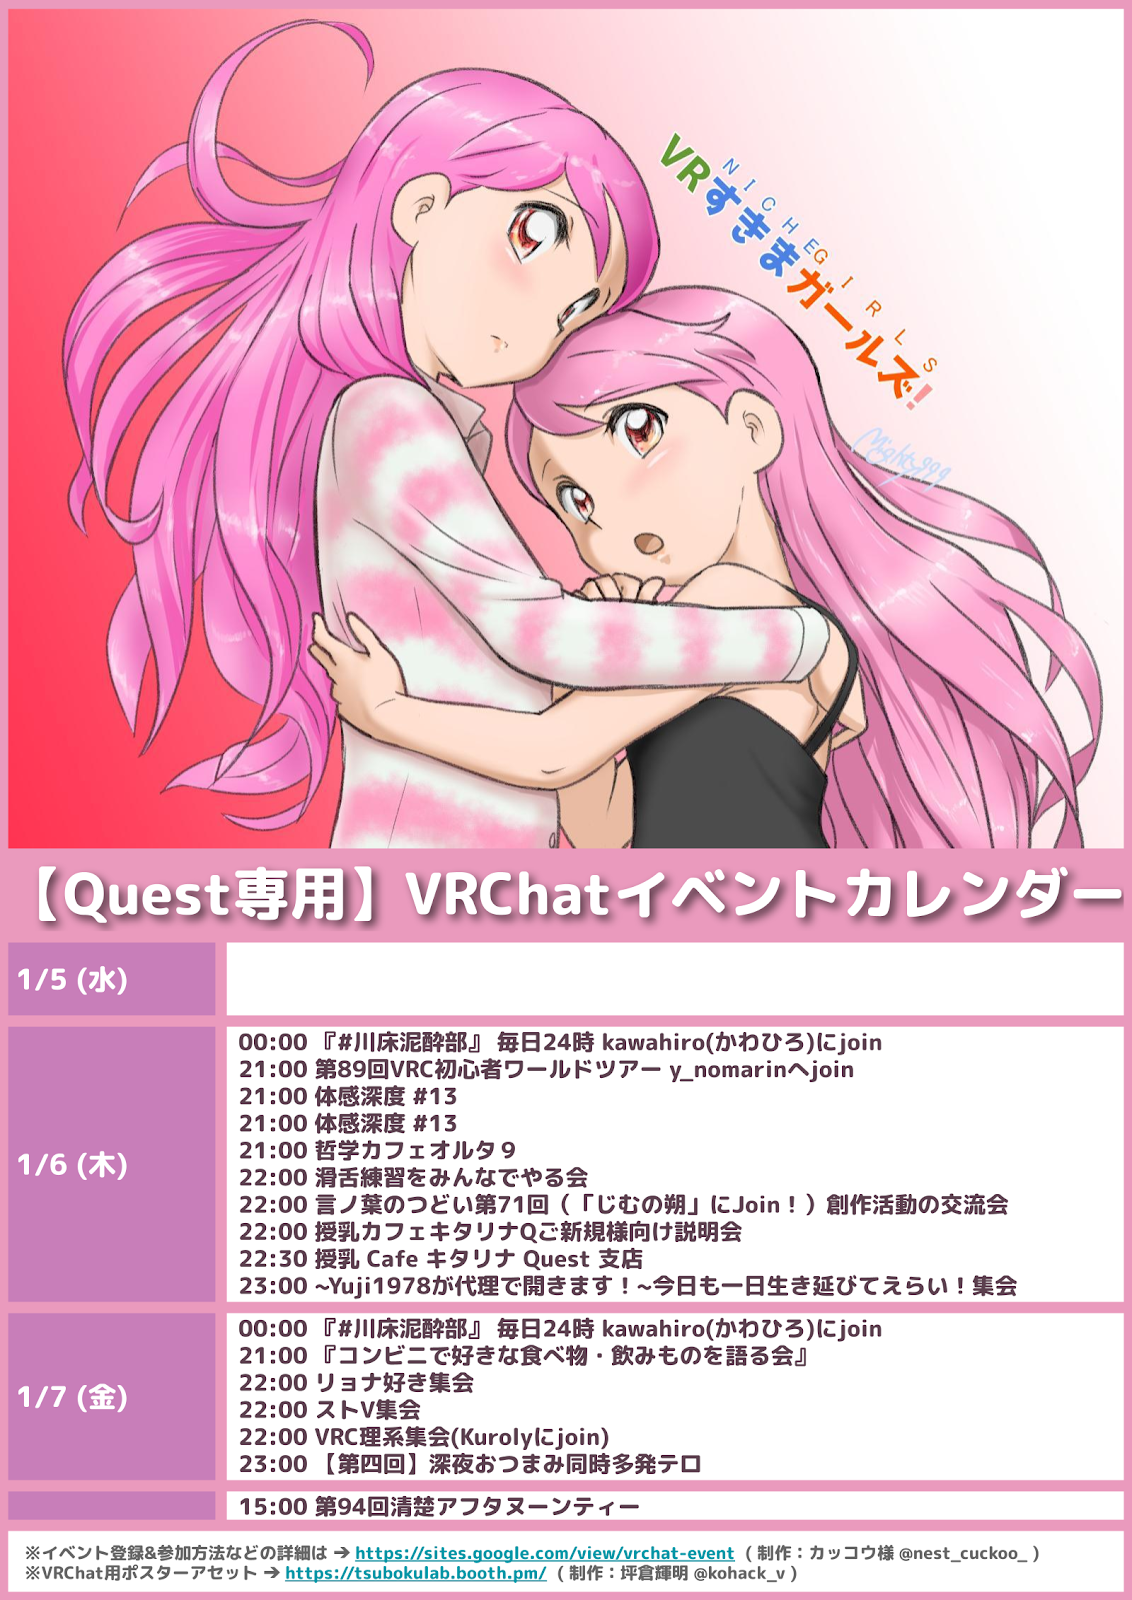 NICHE GIRLS
VRすきまガールズ!
Mighty999
【Quest専用】VRChatイベントカレンダー
1/5 (水)
1/6 (木)
00:00 『#川床泥酔部』 毎日24時 kawahiro(かわひろ)にjoin
21:00 第89回VRC初心者ワールドツアー y_nomarinへjoin
21:00 体感深度 #13
21:00 体感深度 #13
21:00 哲学カフェオルタ９
22:00 滑舌練習をみんなでやる会
22:00 言ノ葉のつどい第71回（「じむの朔」にJoin！）創作活動の交流会
22:00 授乳カフェキタリナQご新規様向け説明会
22:30 授乳 Cafe キタリナ Quest 支店
23:00 ~Yuji1978が代理で開きます！~今日も一日生き延びてえらい！集会
1/7 (金)
00:00 『#川床泥酔部』 毎日24時 kawahiro(かわひろ)にjoin
21:00 『コンビニで好きな食べ物・飲みものを語る会』
22:00 リョナ好き集会
22:00 ストV集会
22:00 VRC理系集会(Kurolyにjoin)
23:00 【第四回】深夜おつまみ同時多発テロ
15:00 第94回清楚アフタヌーンティー
※イベント登録&参加方法などの詳細は → https://sites.google.com/view/vrchat-event ( 制作：カッコウ様 @nest_cuckoo_ )
※VRChat用ポスターアセット → https://tsubokulab.booth.pm/ ( 制作：坪倉輝明 @kohack_v )